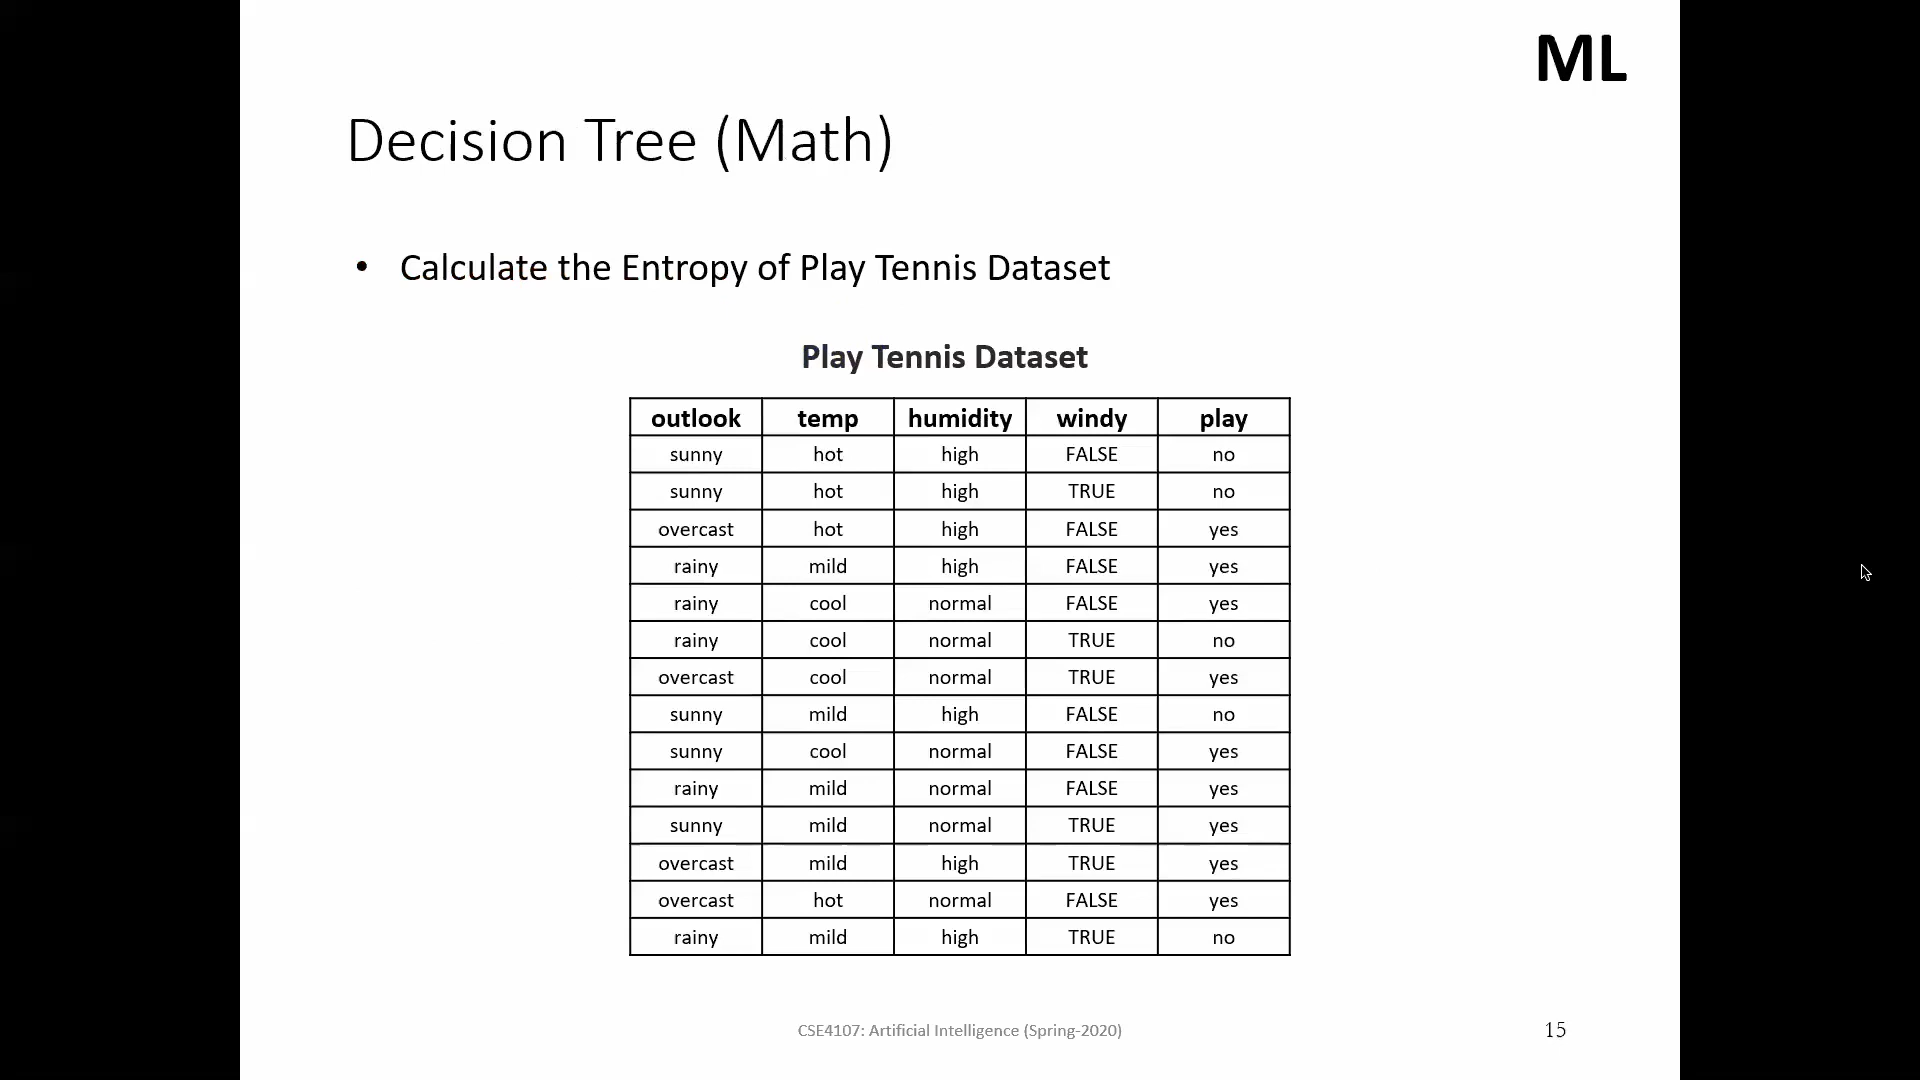 ML
Decision Tree (Math)
• Calculate the Entropy of Play Tennis Dataset
Play Tennis Dataset
outlook temp humidity windy play
sunny hot high FALSE no
sunny hot high TRUE no
overcast hot high FALSE yes
rainy mild high FALSE yes
rainy cool normal FALSE yes
rainy cool normal TRUE no
overcast cool normal TRUE yes
sunny mild high FALSE no
sunny cool normal FALSE yes
rainy mild normal FALSE yes
sunny mild normal TRUE yes
overcast mild high TRUE yes
overcast hot normal FALSE yes
rainy mild high TRUE no
CSE4107: Artificial Intelligence (Spring-2020) 15